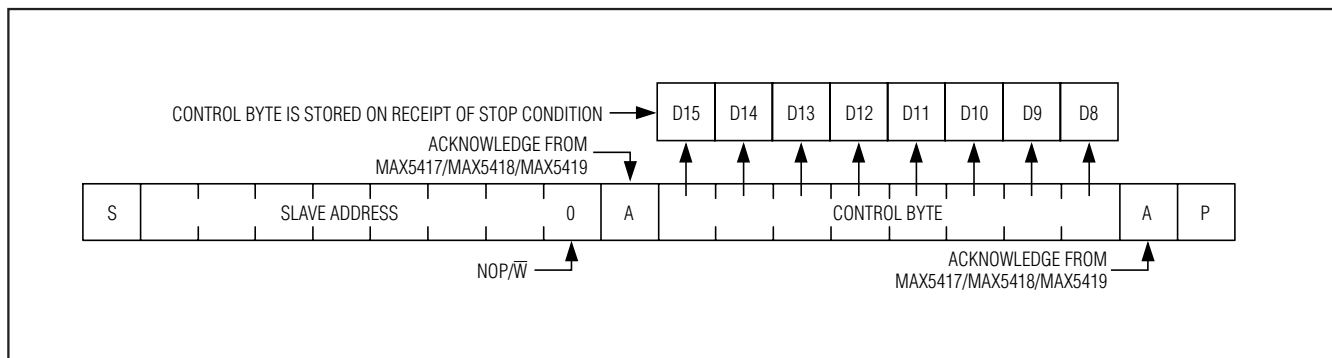 CONTROL BYTE IS STORED ON RECEIPT OF STOP CONDITION
D15 D14 D13 D12 D11 D10 D9 D8
ACKNOWLEDGE FROM
MAX5417/MAX5418/MAX5419
S SLAVE ADDRESS 0 A CONTROL BYTE A P
NOP/W̅
ACKNOWLEDGE FROM
MAX5417/MAX5418/MAX5419